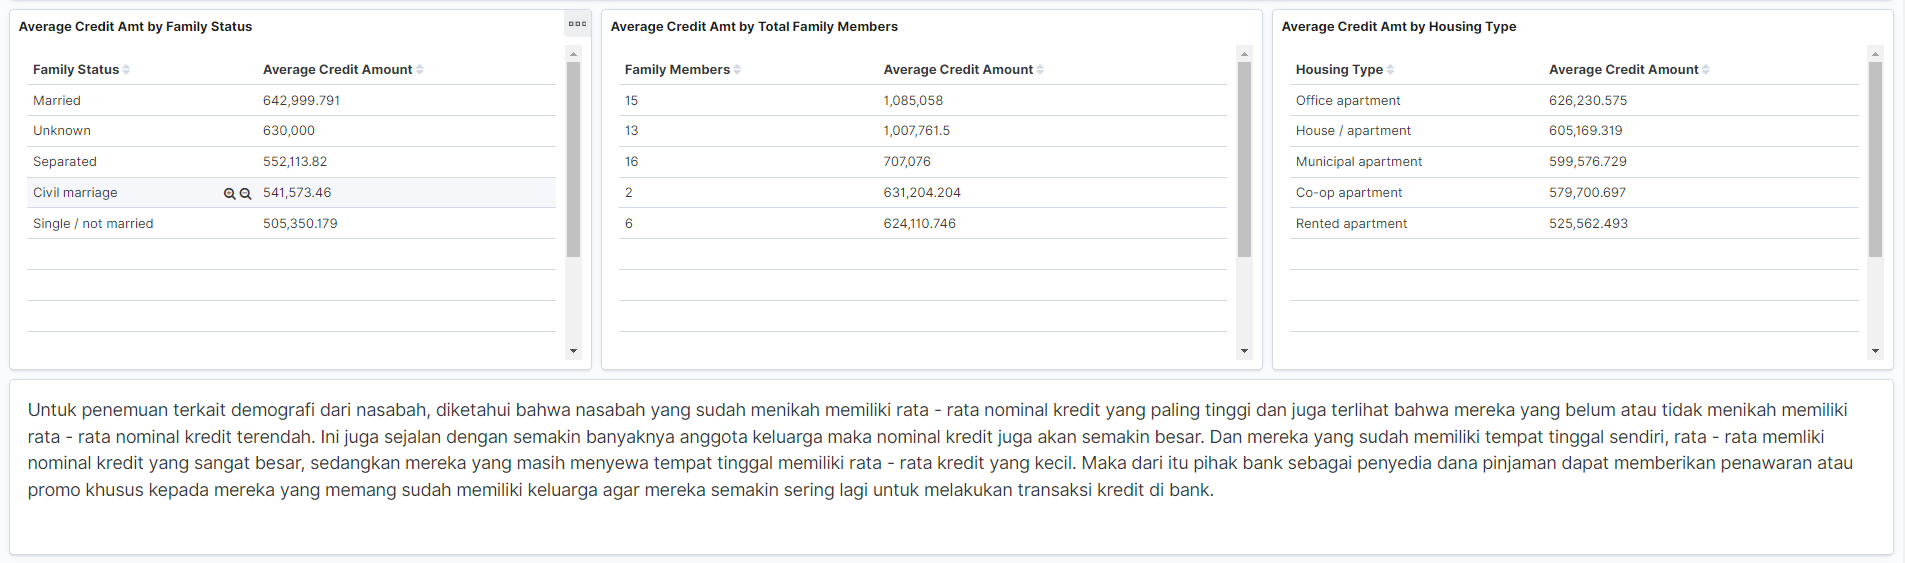 Average Credit Amt by Family Status
Family Status Average Credit Amount
Married 642,999.791
Unknown 630,000
Separated 552,113.82
Civil marriage 541,573.46
Single / not married 505,350.179
Average Credit Amt by Total Family Members
Family Members Average Credit Amount
15 1,085,058
13 1,007,761.5
16 707,076
2 631,204.204
6 624,110.746
Average Credit Amt by Housing Type
Housing Type Average Credit Amount
Office apartment 626,230.575
House / apartment 605,169.319
Municipal apartment 599,576.729
Co-op apartment 579,700.697
Rented apartment 525,562.493
Untuk penemuan terkait demografi dari nasabah, diketahui bahwa nasabah yang sudah menikah memiliki rata - rata nominal kredit yang paling tinggi dan juga terlihat bahwa mereka yang belum atau tidak menikah memiliki
rata - rata nominal kredit terendah. Ini juga sejalan dengan semakin banyaknya anggota keluarga maka nominal kredit juga akan semakin besar. Dan mereka yang sudah memiliki tempat tinggal sendiri, rata - rata memliki
nominal kredit yang sangat besar, sedangkan mereka yang masih menyewa tempat tinggal memiliki rata - rata kredit yang kecil. Maka dari itu pihak bank sebagai penyedia dana pinjaman dapat memberikan penawaran atau
promo khusus kepada mereka yang memang sudah memiliki keluarga agar mereka semakin sering lagi untuk melakukan transaksi kredit di bank.